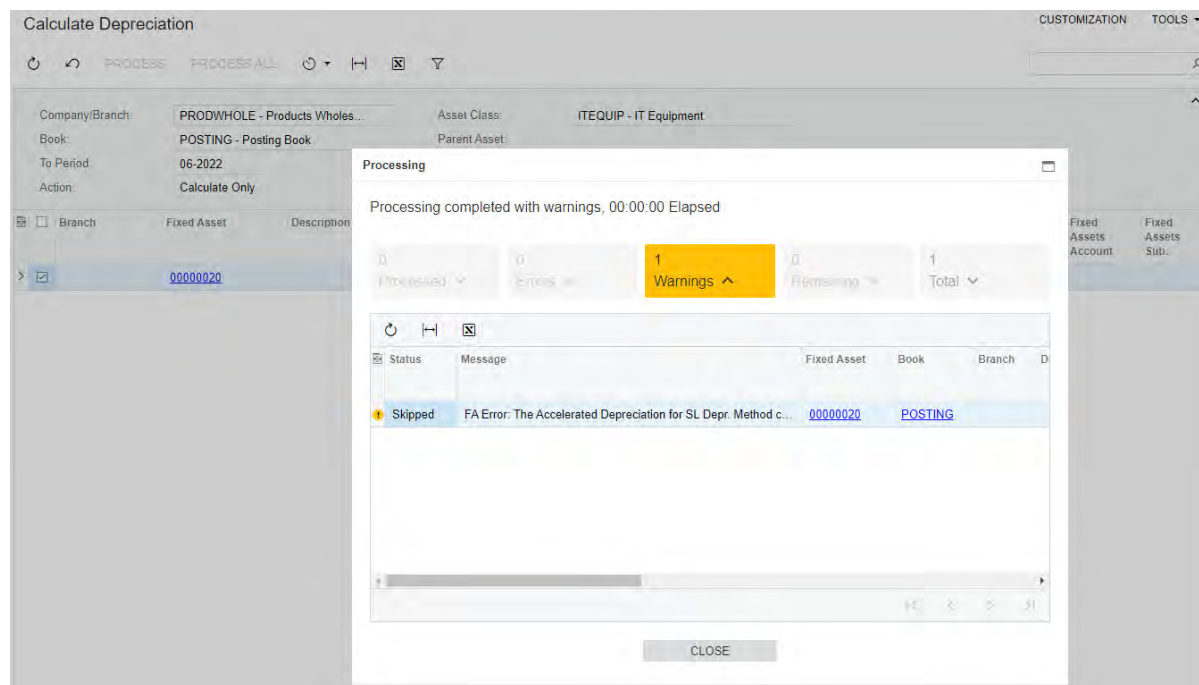 Calculate Depreciation
CUSTOMIZATION TOOLS
PROCESS PROCESS ALL
Company/Branch: PRODWHOLE - Products Wholes... Asset Class: ITEQUIP - IT Equipment
Book: POSTING - Posting Book Parent Asset:
To Period: 06-2022
Action: Calculate Only
Branch Fixed Asset Description Fixed Assets Account Fixed Assets Sub.
00000020
Processing
Processing completed with warnings, 00:00:00 Elapsed
0 0 1 0 1
Processed Errors Warnings Remaining Total
Status Message Fixed Asset Book Branch D
Skipped FA Error: The Accelerated Depreciation for SL Depr. Method c... 00000020 POSTING
CLOSE